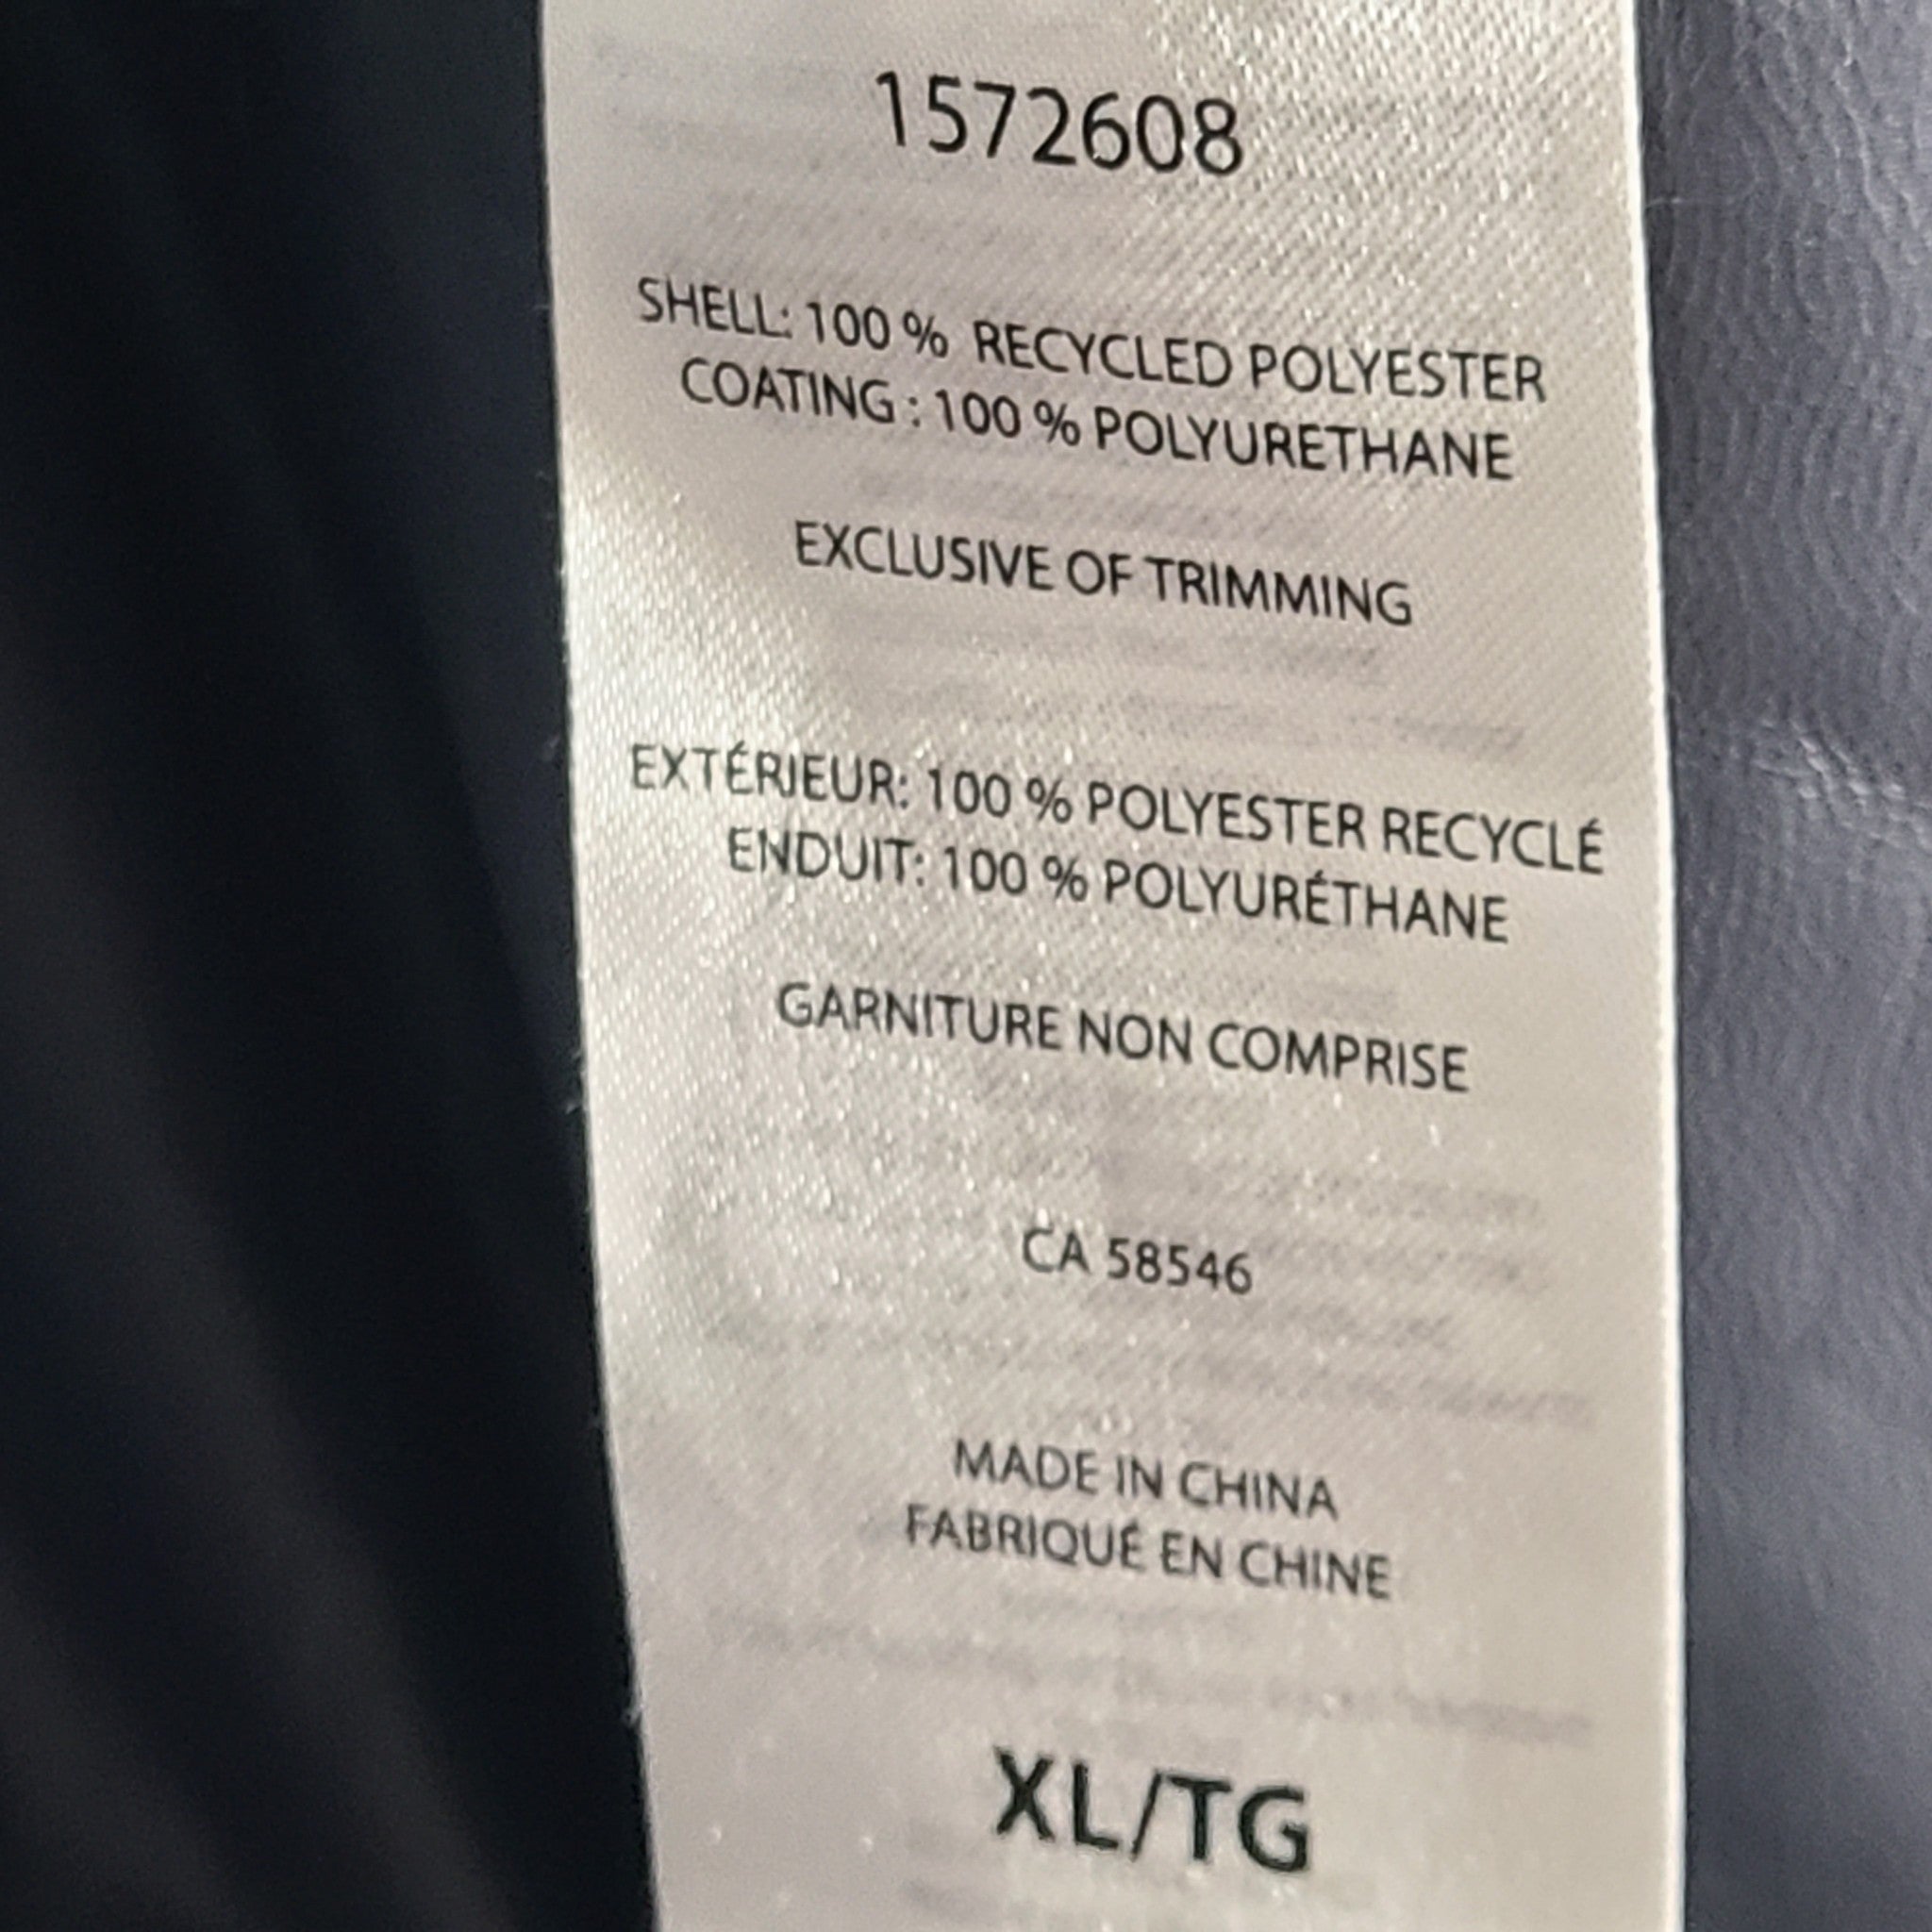 1572608
SHELL: 100 % RECYCLED POLYESTER
COATING : 100 % POLYURETHANE
EXCLUSIVE OF TRIMMING
EXTÉRIEUR: 100 % POLYESTER RECYCLÉ
ENDUIT: 100 % POLYURÉTHANE
GARNITURE NON COMPRISE
CA 58546
MADE IN CHINA
FABRIQUÉ EN CHINE
XL/TG